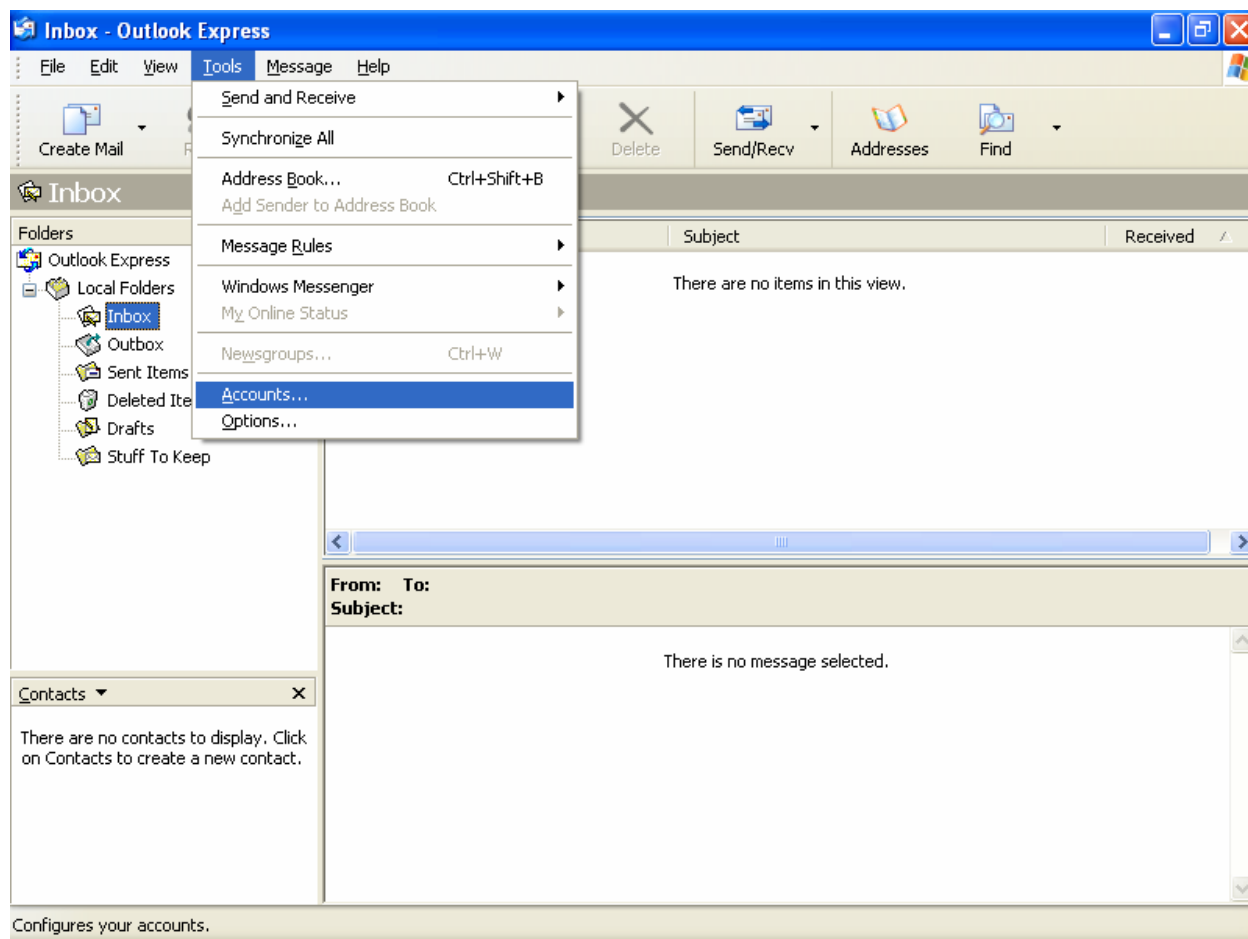 Inbox - Outlook Express
File Edit View Tools Message Help
Create Mail
Delete
Send/Recv
Addresses
Find
Send and Receive
Synchronize All
Address Book... Ctrl+Shift+B
Add Sender to Address Book
Message Rules
Windows Messenger
My Online Status
Newsgroups... Ctrl+W
Accounts...
Options...
Inbox
Folders
Outlook Express
Local Folders
Inbox
Outbox
Sent Items
Deleted Ite
Drafts
Stuff To Keep
Subject Received
There are no items in this view.
From: To:
Subject:
There is no message selected.
Contacts
There are no contacts to display. Click
on Contacts to create a new contact.
Configures your accounts.